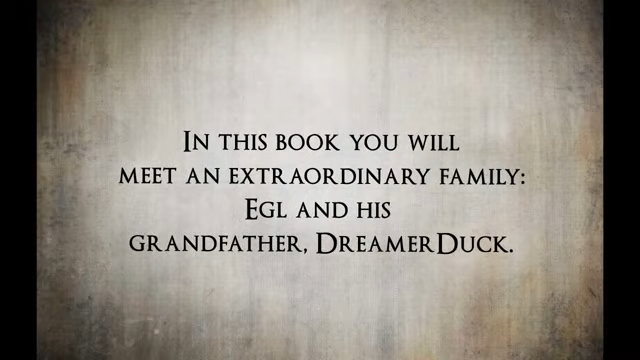 In this book you will
meet an extraordinary family:
Egl and his
grandfather, DreamerDuck.